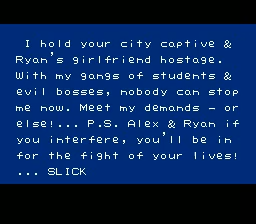 I hold your city captive &
Ryan's girlfriend hostage.
With my gangs of students &
evil bosses, nobody can stop
me now. Meet my demands - or
else!... P.S. Alex & Ryan if
you interfere, you'll be in
for the fight of your lives!
... SLICK